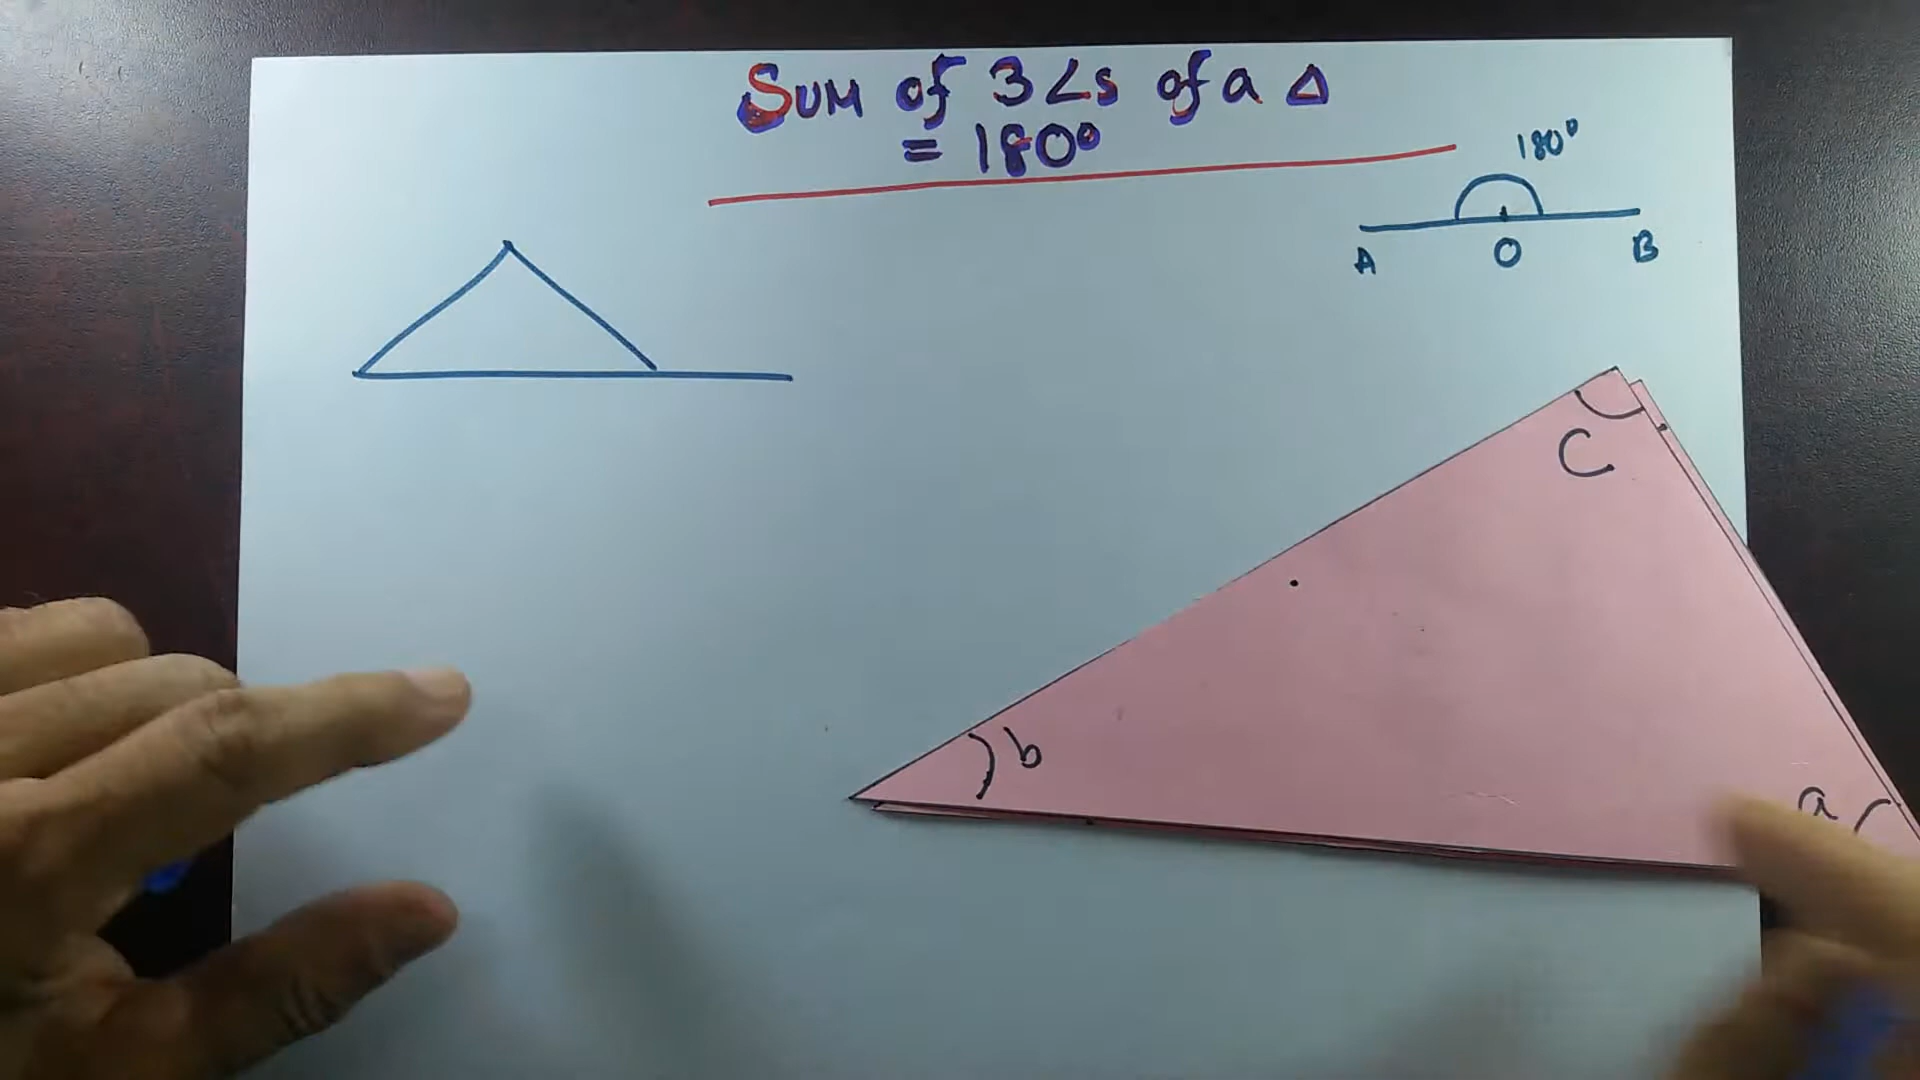 Sum of 3 ∠s of a Δ
= 180°
180°
A O B
C
b
a